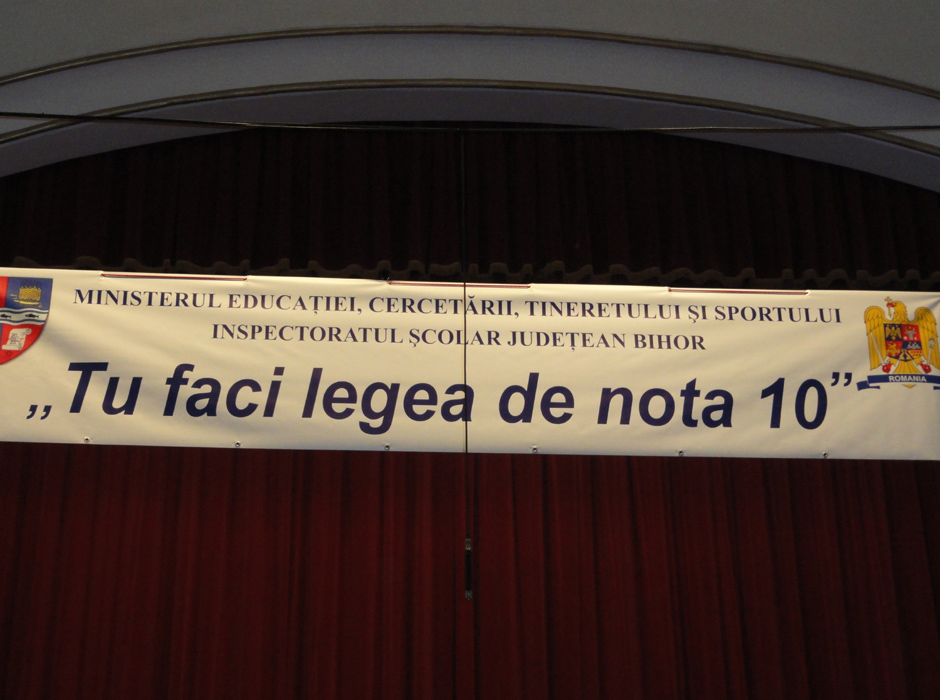 MINISTERUL EDUCAȚIEI, CERCETĂRII, TINERETULUI ȘI SPORTULUI
INSPECTORATUL ȘCOLAR JUDEȚEAN BIHOR
„Tu faci legea de nota 10”
ROMANIA